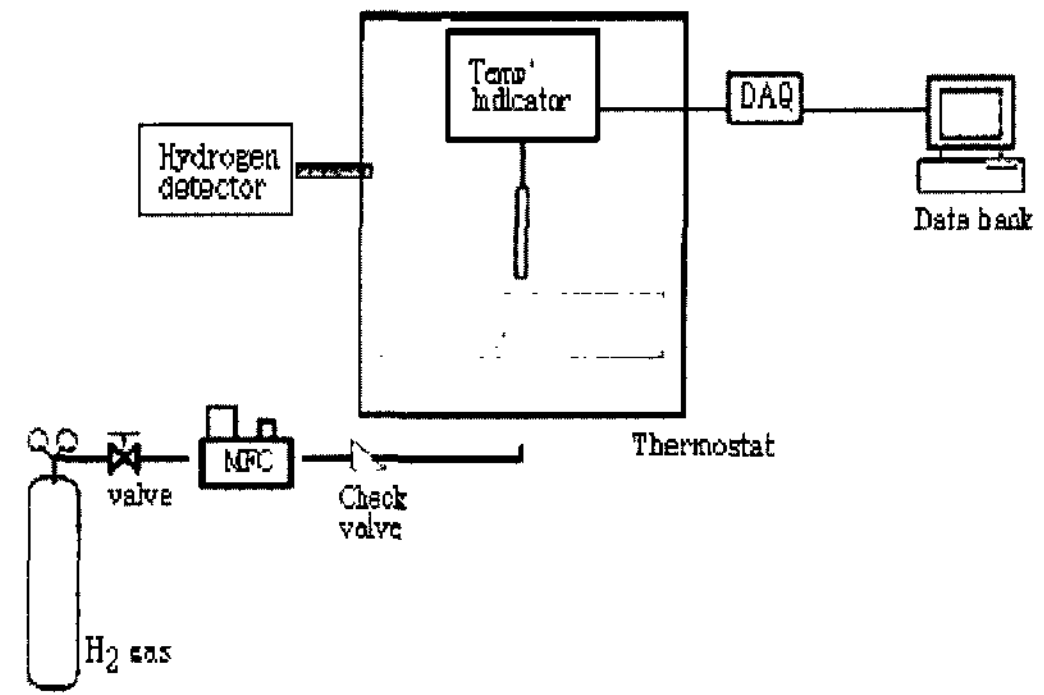 Temp'
Indicator
DAQ
Hydrogen
detector
Data bank
Thermostat
MFC
valve
Check
valve
H2 gas